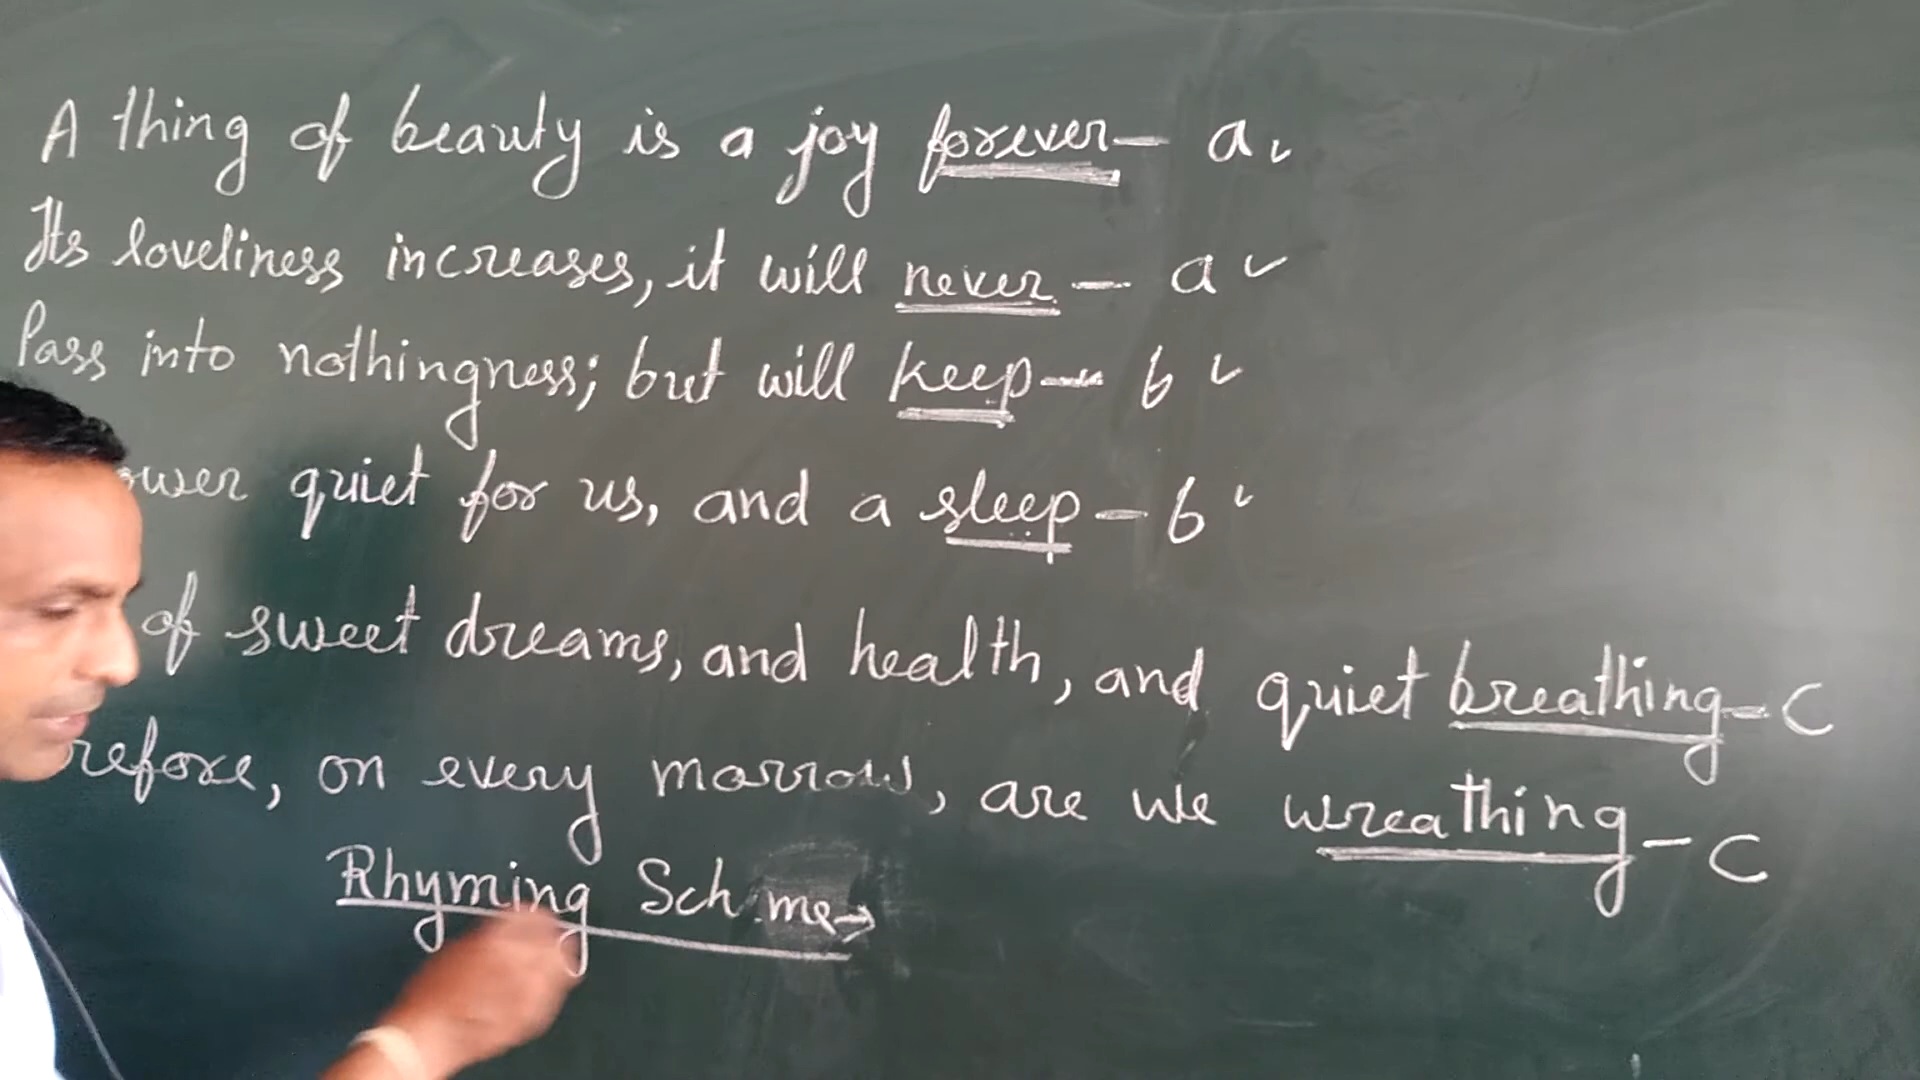 A thing of beauty is a joy forever — a
Its loveliness increases, it will never — a
Pass into nothingness; but will keep — b
quiet for us, and a sleep — b
of sweet dreams, and health, and quiet breathing — c
on every morrow, are we wreathing — c
Rhyming →